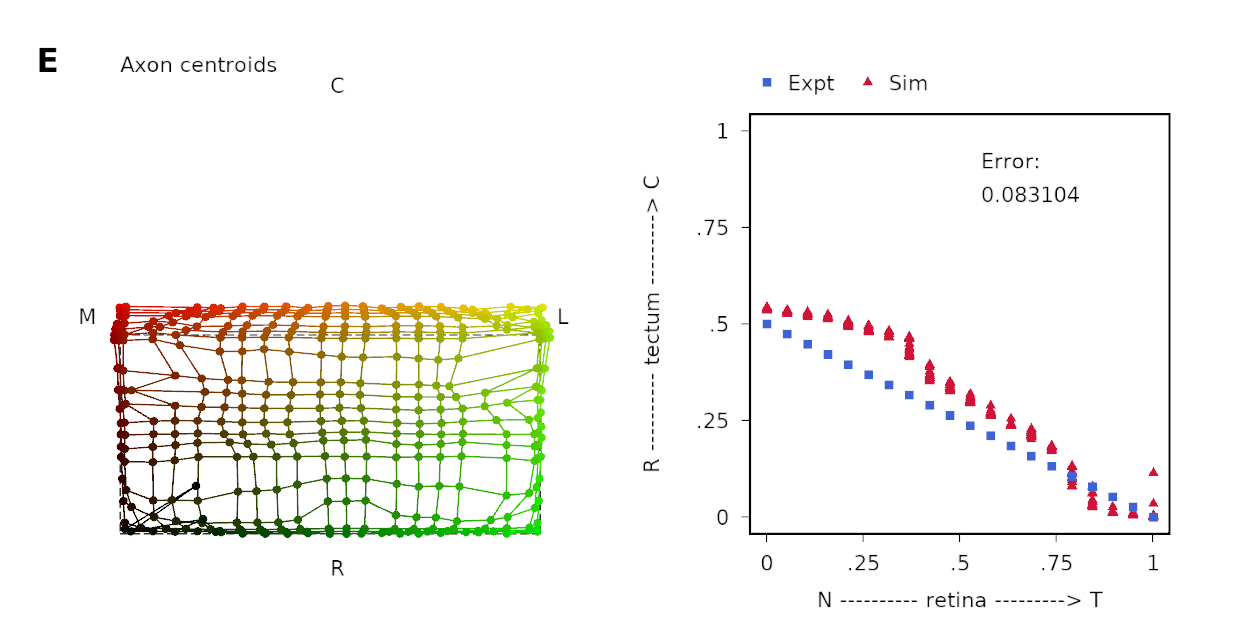 E
Axon centroids
C
M
L
R
Expt
Sim
Error:
0.083104
1
.75
.5
.25
0
R ---------- tectum ----------> C
0
.25
.5
.75
1
N ---------- retina ---------> T